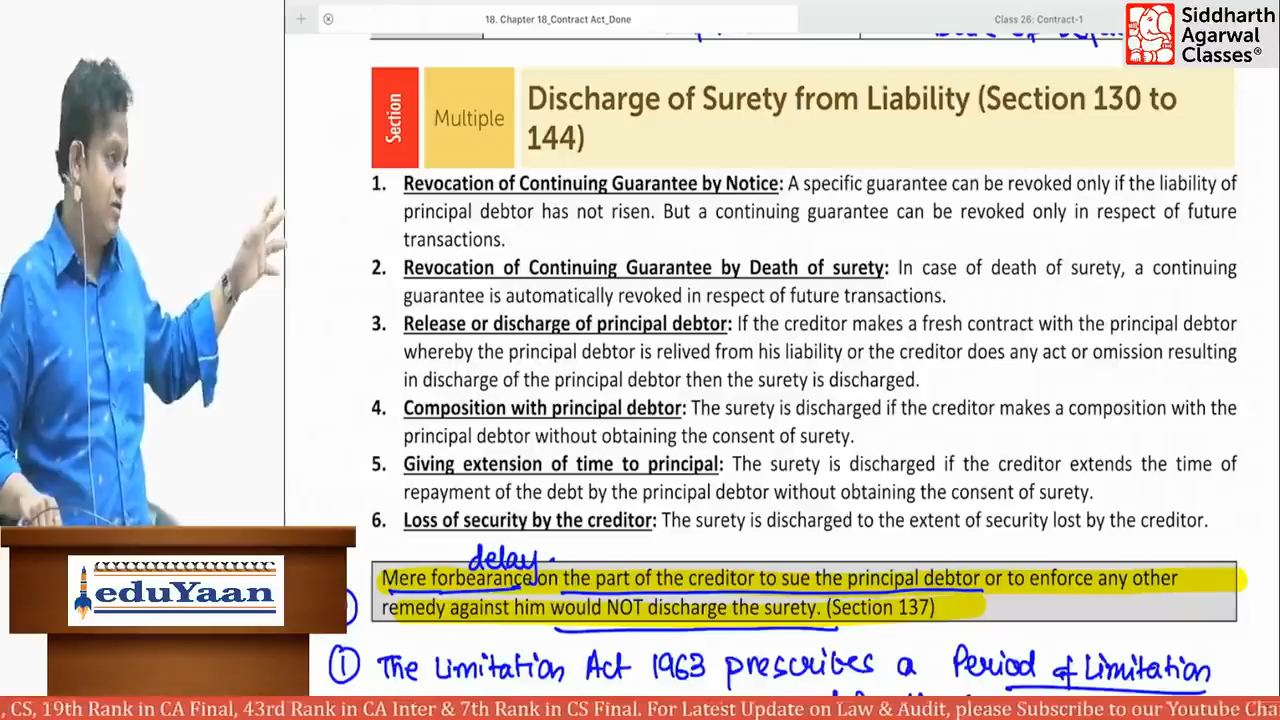 18. Chapter 18_Contract Act_Done
Class 26: Contract-1
Siddharth
Agarwal
Classes®
Section
Multiple
Discharge of Surety from Liability (Section 130 to
144)
1. Revocation of Continuing Guarantee by Notice: A specific guarantee can be revoked only if the liability of
principal debtor has not risen. But a continuing guarantee can be revoked only in respect of future
transactions.
2. Revocation of Continuing Guarantee by Death of surety: In case of death of surety, a continuing
guarantee is automatically revoked in respect of future transactions.
3. Release or discharge of principal debtor: If the creditor makes a fresh contract with the principal debtor
whereby the principal debtor is relived from his liability or the creditor does any act or omission resulting
in discharge of the principal debtor then the surety is discharged.
4. Composition with principal debtor: The surety is discharged if the creditor makes a composition with the
principal debtor without obtaining the consent of surety.
5. Giving extension of time to principal: The surety is discharged if the creditor extends the time of
repayment of the debt by the principal debtor without obtaining the consent of surety.
6. Loss of security by the creditor: The surety is discharged to the extent of security lost by the creditor.
delay.
Mere forbearance on the part of the creditor to sue the principal debtor or to enforce any other
remedy against him would NOT discharge the surety. (Section 137)
① The Limitation Act 1963 prescribes a Period of Limitation
eduYaan
, CS, 19th Rank in CA Final, 43rd Rank in CA Inter & 7th Rank in CS Final. For Latest Update on Law & Audit, please Subscribe to our Youtube Cha